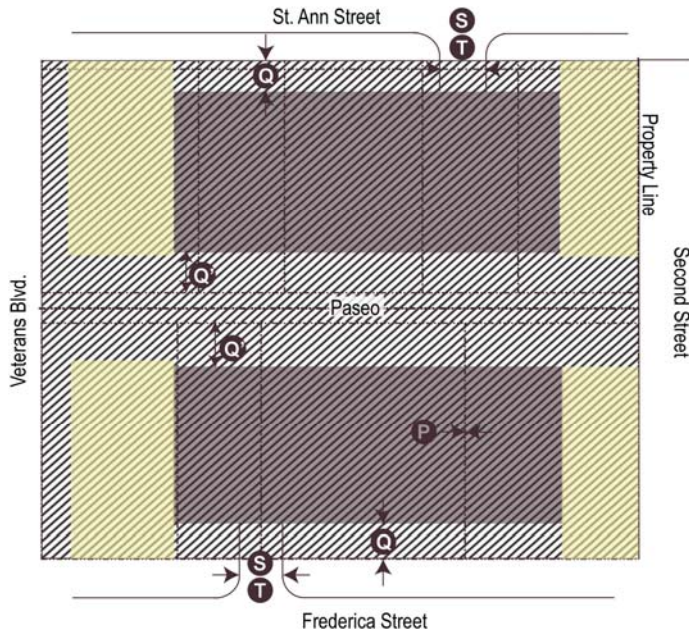 St. Ann Street
S
T
Q
Property Line
Q
Veterans Blvd.
Paseo
Second Street
Q
P
Q
S
T
Frederica Street